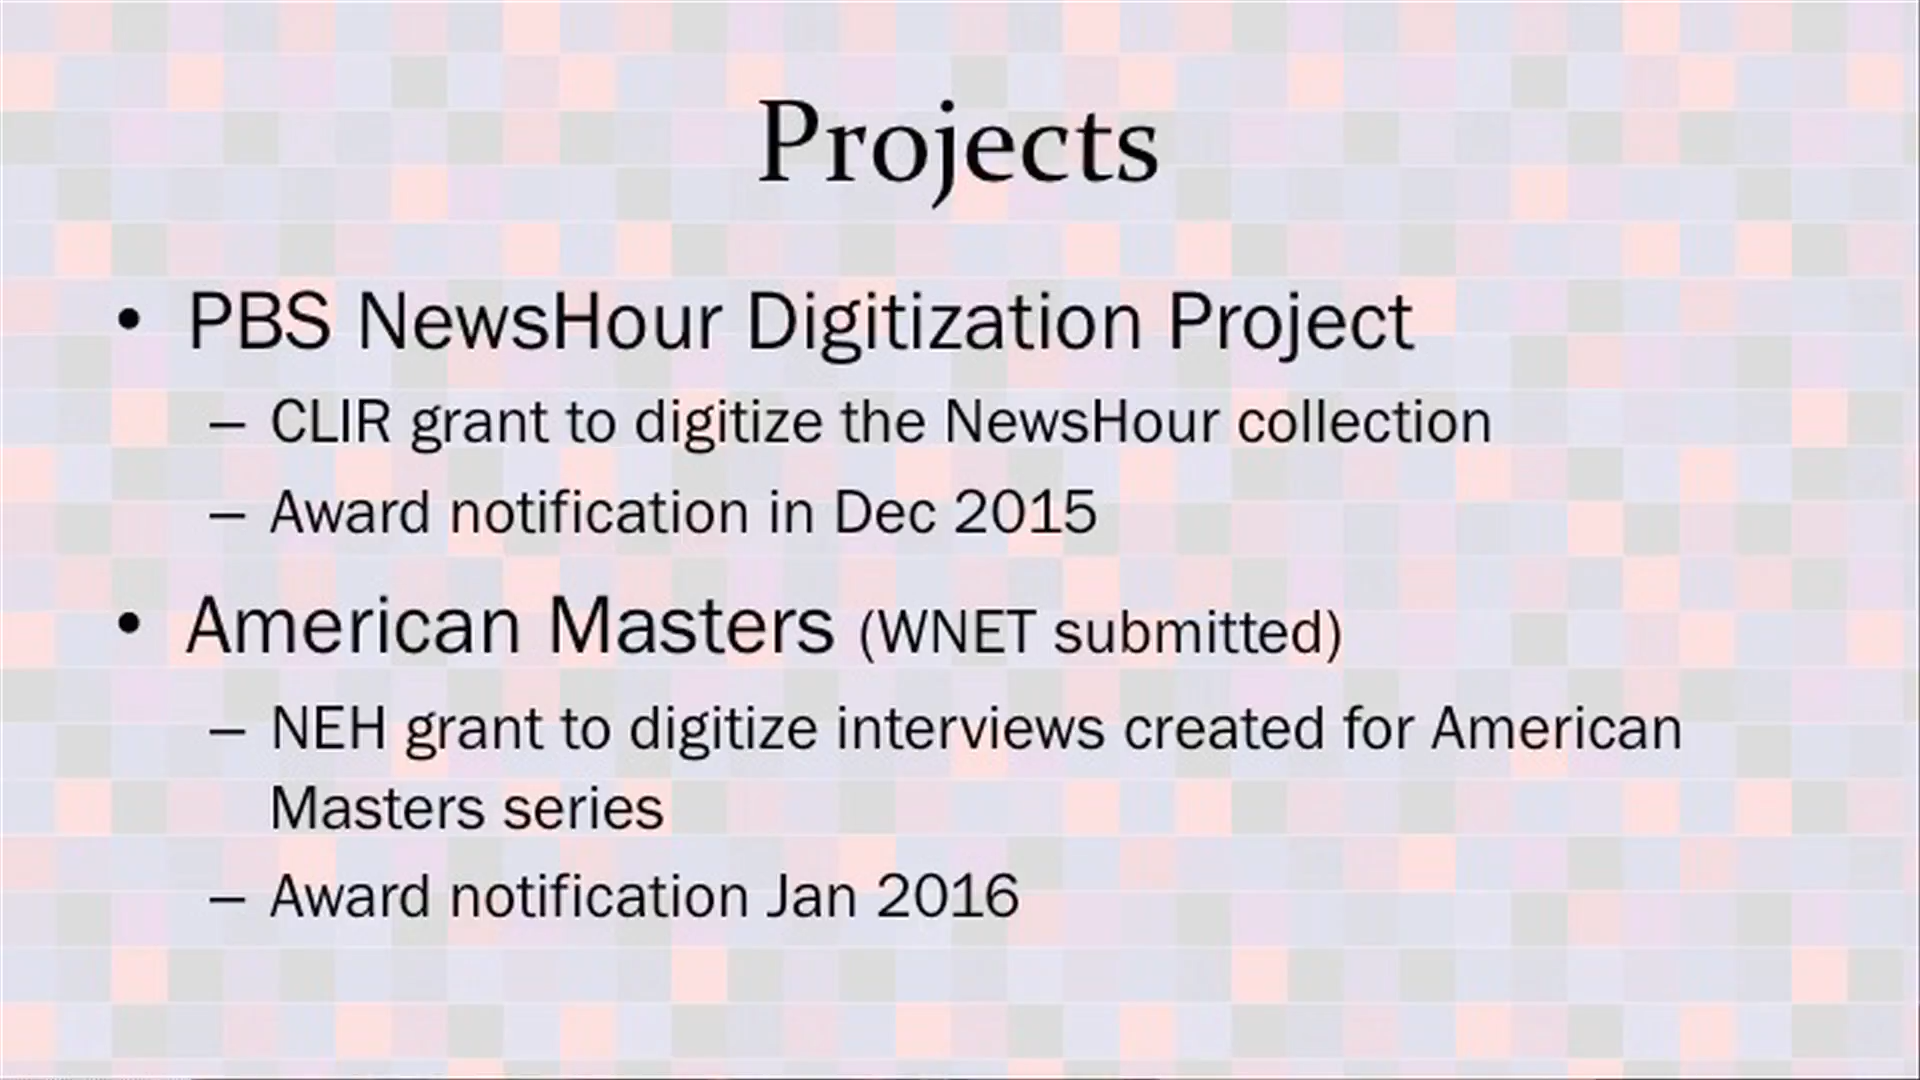 Projects
• PBS NewsHour Digitization Project
– CLIR grant to digitize the NewsHour collection
– Award notification in Dec 2015
• American Masters (WNET submitted)
– NEH grant to digitize interviews created for American
Masters series
– Award notification Jan 2016